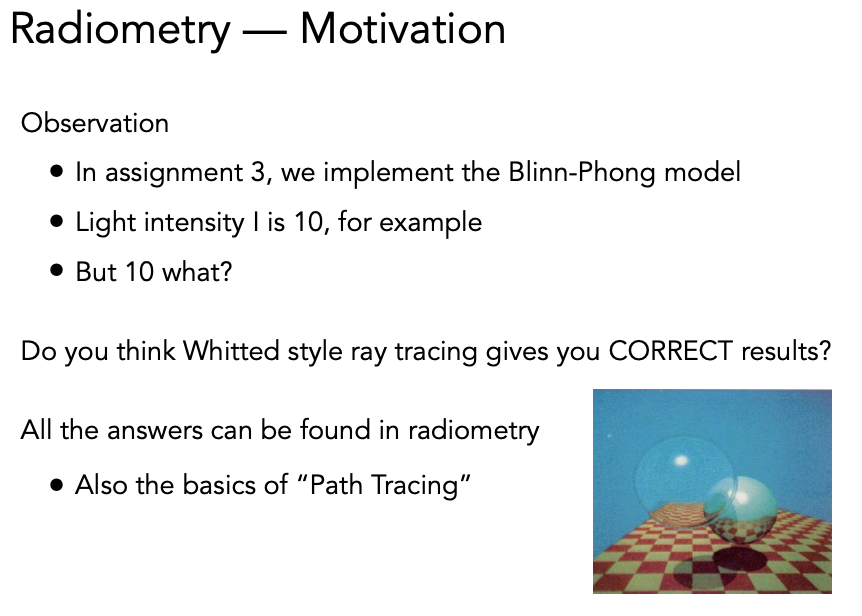 Radiometry — Motivation
Observation
• In assignment 3, we implement the Blinn-Phong model
• Light intensity I is 10, for example
• But 10 what?
Do you think Whitted style ray tracing gives you CORRECT results?
All the answers can be found in radiometry
• Also the basics of “Path Tracing”